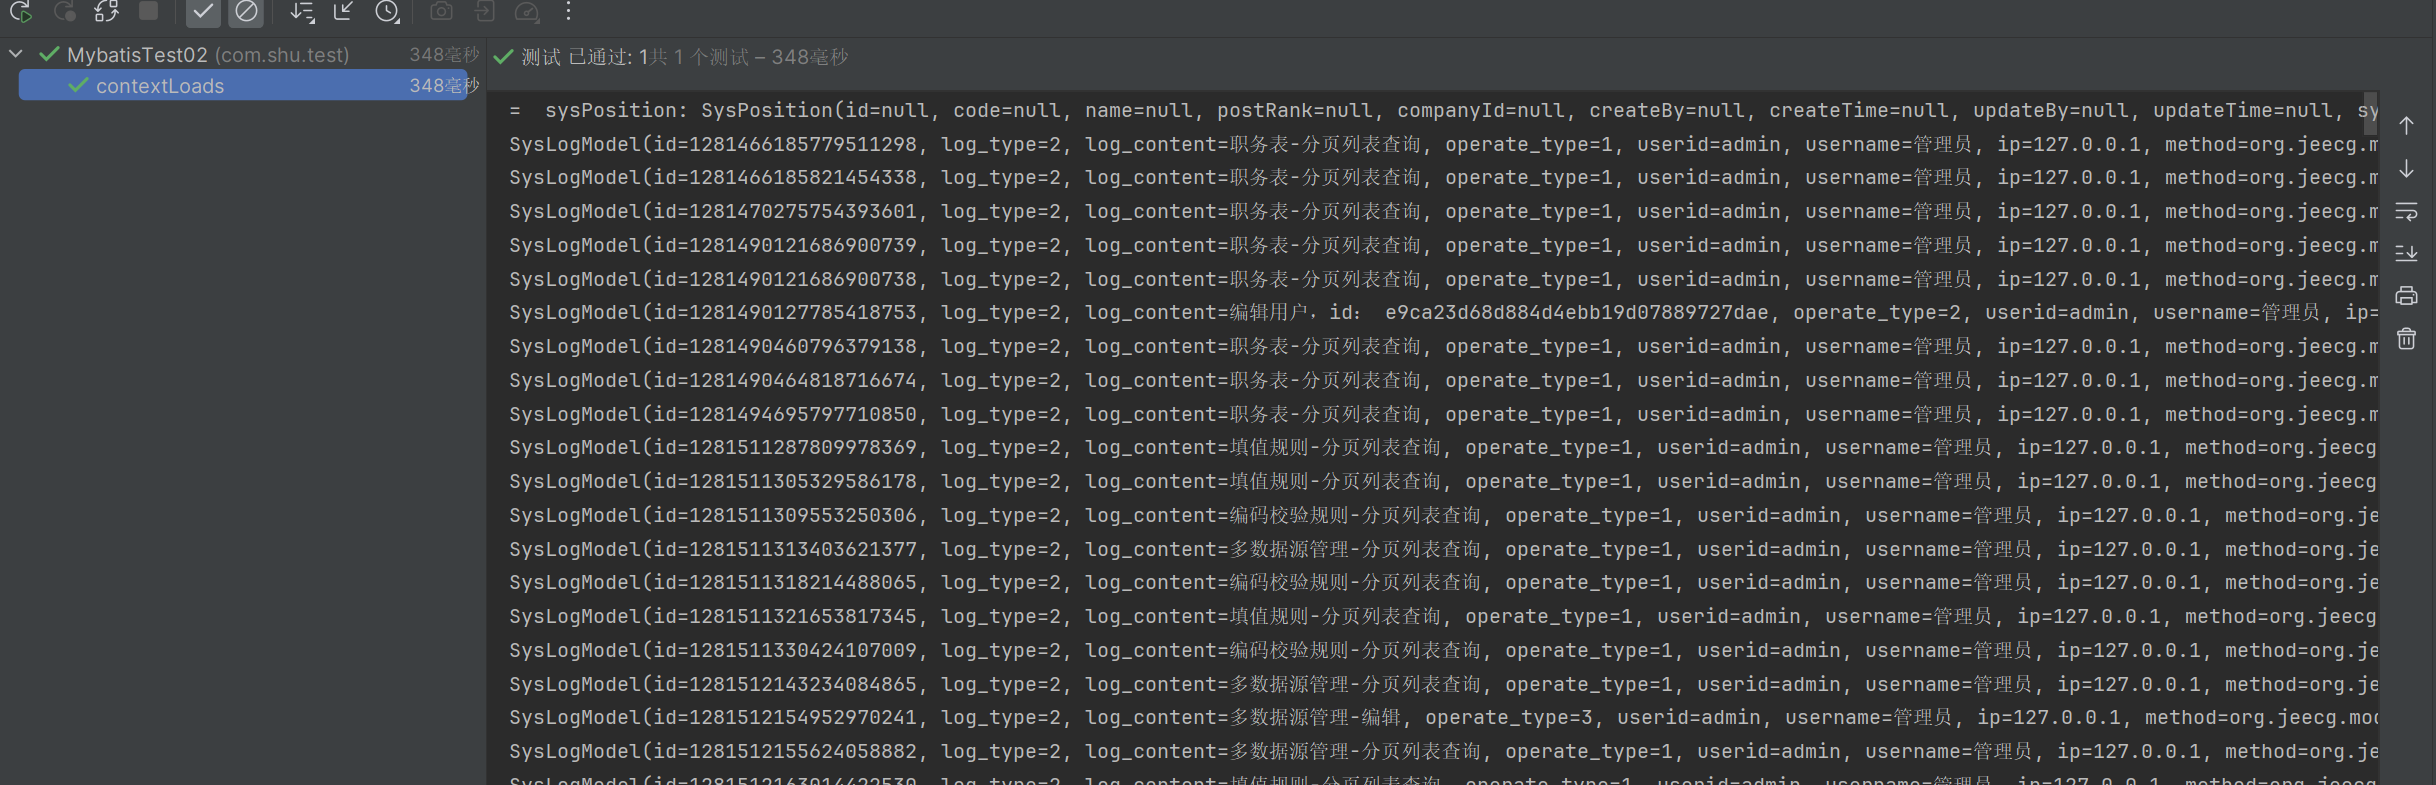 MybatisTest02 (com.shu.test) 348毫秒
contextLoads 348毫秒
测试 已通过: 1共 1 个测试 – 348毫秒
=  sysPosition: SysPosition(id=null, code=null, name=null, postRank=null, companyId=null, createBy=null, createTime=null, updateBy=null, updateTime=null, sy
SysLogModel(id=1281466185779511298, log_type=2, log_content=职务表-分页列表查询, operate_type=1, userid=admin, username=管理员, ip=127.0.0.1, method=org.jeecg.m
SysLogModel(id=1281466185821454338, log_type=2, log_content=职务表-分页列表查询, operate_type=1, userid=admin, username=管理员, ip=127.0.0.1, method=org.jeecg.m
SysLogModel(id=1281470275754393601, log_type=2, log_content=职务表-分页列表查询, operate_type=1, userid=admin, username=管理员, ip=127.0.0.1, method=org.jeecg.m
SysLogModel(id=1281490121686900739, log_type=2, log_content=职务表-分页列表查询, operate_type=1, userid=admin, username=管理员, ip=127.0.0.1, method=org.jeecg.m
SysLogModel(id=1281490121686900738, log_type=2, log_content=职务表-分页列表查询, operate_type=1, userid=admin, username=管理员, ip=127.0.0.1, method=org.jeecg.m
SysLogModel(id=1281490127785418753, log_type=2, log_content=编辑用户，id： e9ca23d68d884d4ebb19d07889727dae, operate_type=2, userid=admin, username=管理员, ip=
SysLogModel(id=1281490460796379138, log_type=2, log_content=职务表-分页列表查询, operate_type=1, userid=admin, username=管理员, ip=127.0.0.1, method=org.jeecg.m
SysLogModel(id=1281490464818716674, log_type=2, log_content=职务表-分页列表查询, operate_type=1, userid=admin, username=管理员, ip=127.0.0.1, method=org.jeecg.m
SysLogModel(id=1281494695797710850, log_type=2, log_content=职务表-分页列表查询, operate_type=1, userid=admin, username=管理员, ip=127.0.0.1, method=org.jeecg.m
SysLogModel(id=1281511287809978369, log_type=2, log_content=填值规则-分页列表查询, operate_type=1, userid=admin, username=管理员, ip=127.0.0.1, method=org.jeecg
SysLogModel(id=1281511305329586178, log_type=2, log_content=填值规则-分页列表查询, operate_type=1, userid=admin, username=管理员, ip=127.0.0.1, method=org.jeecg
SysLogModel(id=1281511309553250306, log_type=2, log_content=编码校验规则-分页列表查询, operate_type=1, userid=admin, username=管理员, ip=127.0.0.1, method=org.je
SysLogModel(id=1281511313403621377, log_type=2, log_content=多数据源管理-分页列表查询, operate_type=1, userid=admin, username=管理员, ip=127.0.0.1, method=org.je
SysLogModel(id=1281511318214488065, log_type=2, log_content=编码校验规则-分页列表查询, operate_type=1, userid=admin, username=管理员, ip=127.0.0.1, method=org.je
SysLogModel(id=1281511321653817345, log_type=2, log_content=填值规则-分页列表查询, operate_type=1, userid=admin, username=管理员, ip=127.0.0.1, method=org.jeecg
SysLogModel(id=1281511330424107009, log_type=2, log_content=编码校验规则-分页列表查询, operate_type=1, userid=admin, username=管理员, ip=127.0.0.1, method=org.je
SysLogModel(id=1281512143234084865, log_type=2, log_content=多数据源管理-分页列表查询, operate_type=1, userid=admin, username=管理员, ip=127.0.0.1, method=org.je
SysLogModel(id=1281512154952970241, log_type=2, log_content=多数据源管理-编辑, operate_type=3, userid=admin, username=管理员, ip=127.0.0.1, method=org.jeecg.mod
SysLogModel(id=1281512155624058882, log_type=2, log_content=多数据源管理-分页列表查询, operate_type=1, userid=admin, username=管理员, ip=127.0.0.1, method=org.je
SysLogModel(id=1281512163014422530, log_type=2, log_content=填值规则-分页列表查询, operate_type=1, userid=admin, username=管理员, ip=127.0.0.1, method=org.jeecg